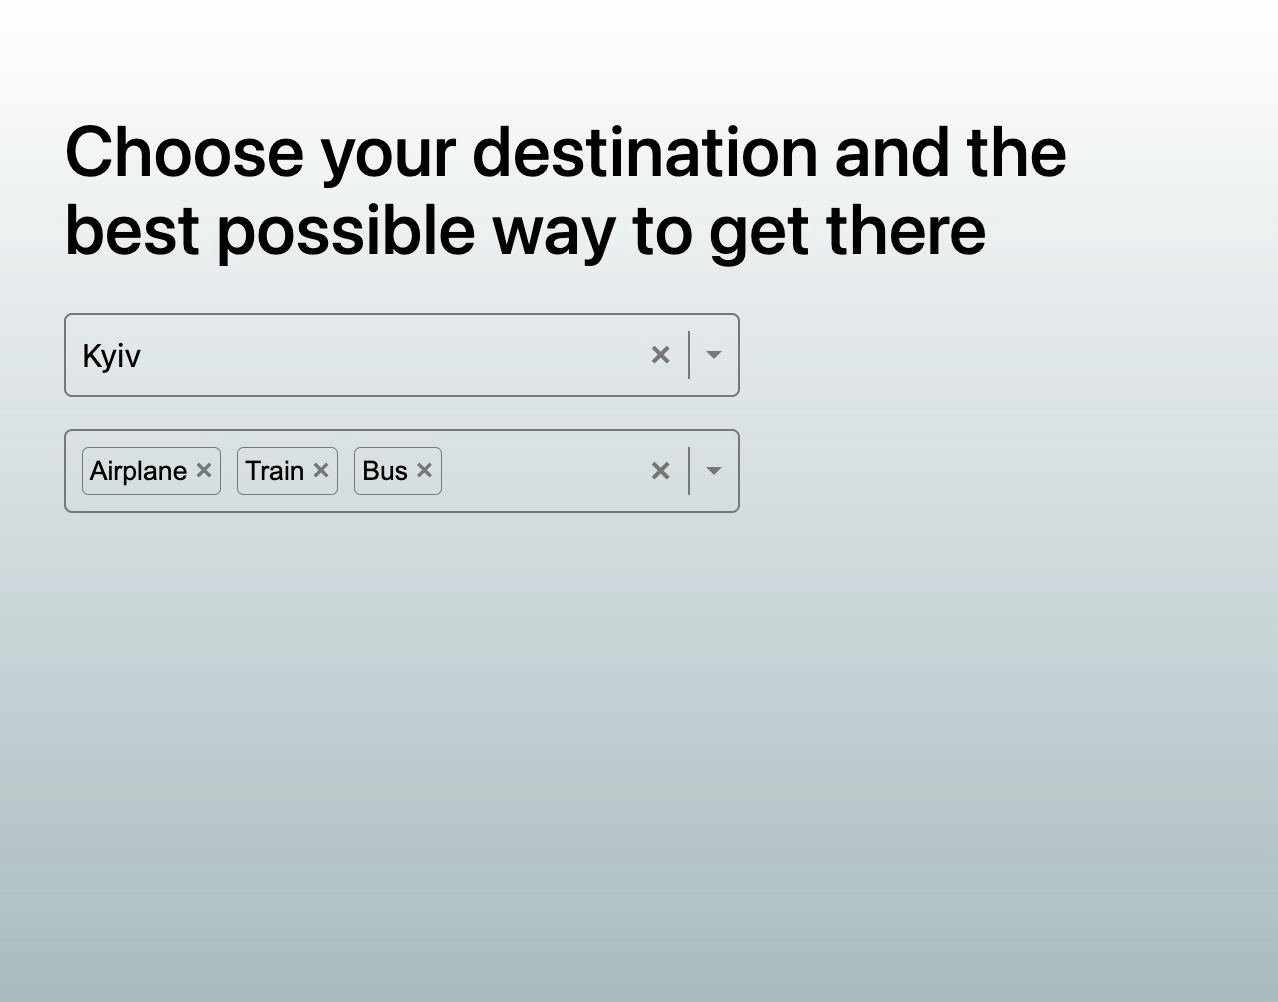 Choose your destination and the
best possible way to get there
Kyiv
Airplane Train Bus